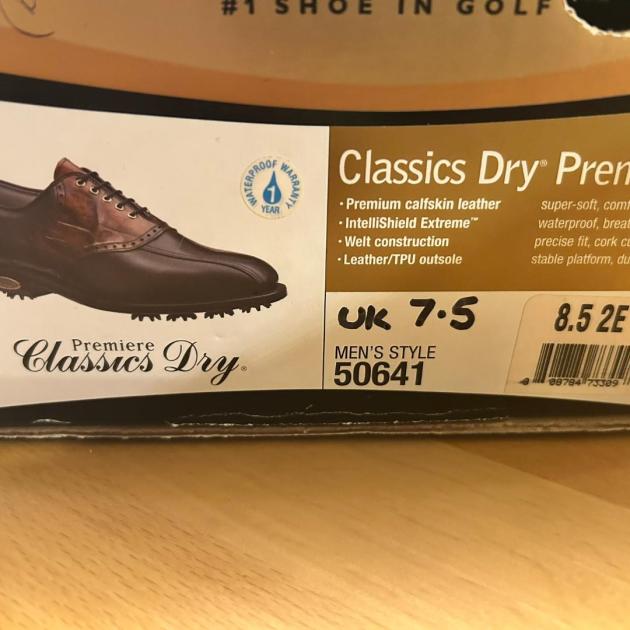 #1 SHOE IN GOLF
WATERPROOF WARRANTY
1
YEAR
Premiere
Classics Dry®
Classics Dry® Prem
• Premium calfskin leather super-soft, comf
• IntelliShield Extreme™ waterproof, breat
• Welt construction precise fit, cork cu
• Leather/TPU outsole stable platform, du
UK 7.5
MEN'S STYLE
50641
8.5 2E